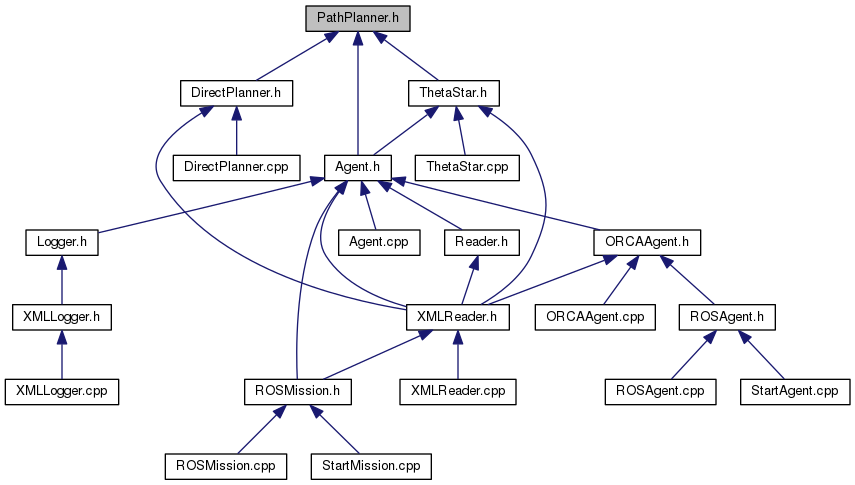 PathPlanner.h
DirectPlanner.h
ThetaStar.h
DirectPlanner.cpp
Agent.h
ThetaStar.cpp
Logger.h
Agent.cpp
Reader.h
ORCAAgent.h
XMLLogger.h
XMLReader.h
ORCAAgent.cpp
ROSAgent.h
XMLLogger.cpp
ROSMission.h
XMLReader.cpp
ROSAgent.cpp
StartAgent.cpp
ROSMission.cpp
StartMission.cpp